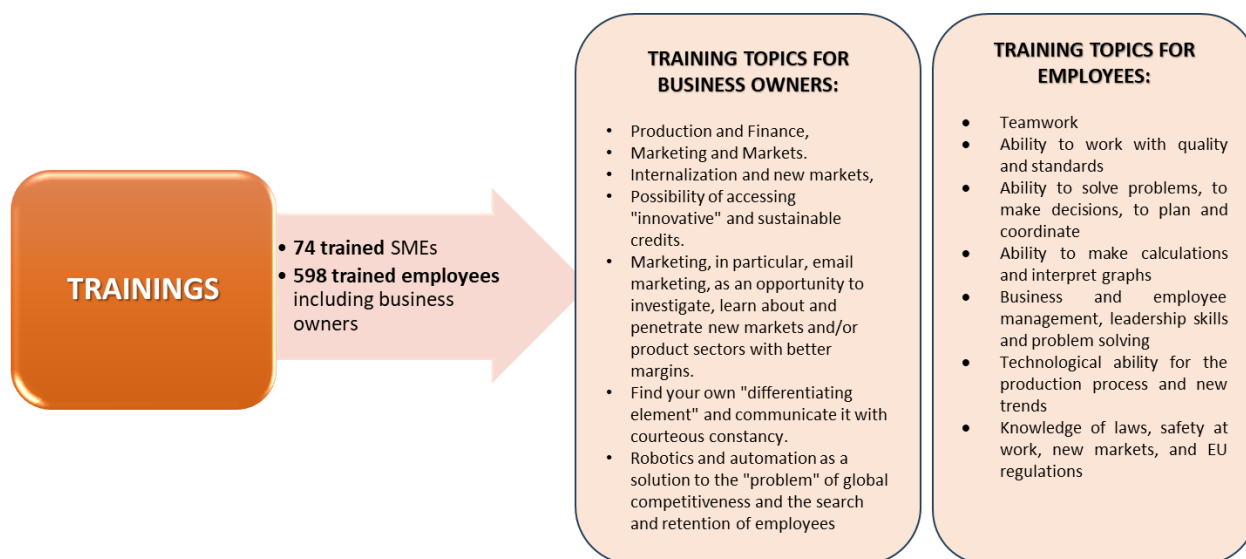 TRAININGS
• 74 trained SMEs
• 598 trained employees
including business
owners
TRAINING TOPICS FOR
BUSINESS OWNERS:
• Production and Finance,
• Marketing and Markets.
• Internalization and new markets,
• Possibility of accessing
"innovative" and sustainable
credits.
• Marketing, in particular, email
marketing, as an opportunity to
investigate, learn about and
penetrate new markets and/or
product sectors with better
margins.
• Find your own "differentiating
element" and communicate it with
courteous constancy.
• Robotics and automation as a
solution to the "problem" of global
competitiveness and the search
and retention of employees
TRAINING TOPICS FOR
EMPLOYEES:
● Teamwork
● Ability to work with quality
and standards
● Ability to solve problems, to
make decisions, to plan and
coordinate
● Ability to make calculations
and interpret graphs
● Business and employee
management, leadership skills
and problem solving
● Technological ability for the
production process and new
trends
● Knowledge of laws, safety at
work, new markets, and EU
regulations